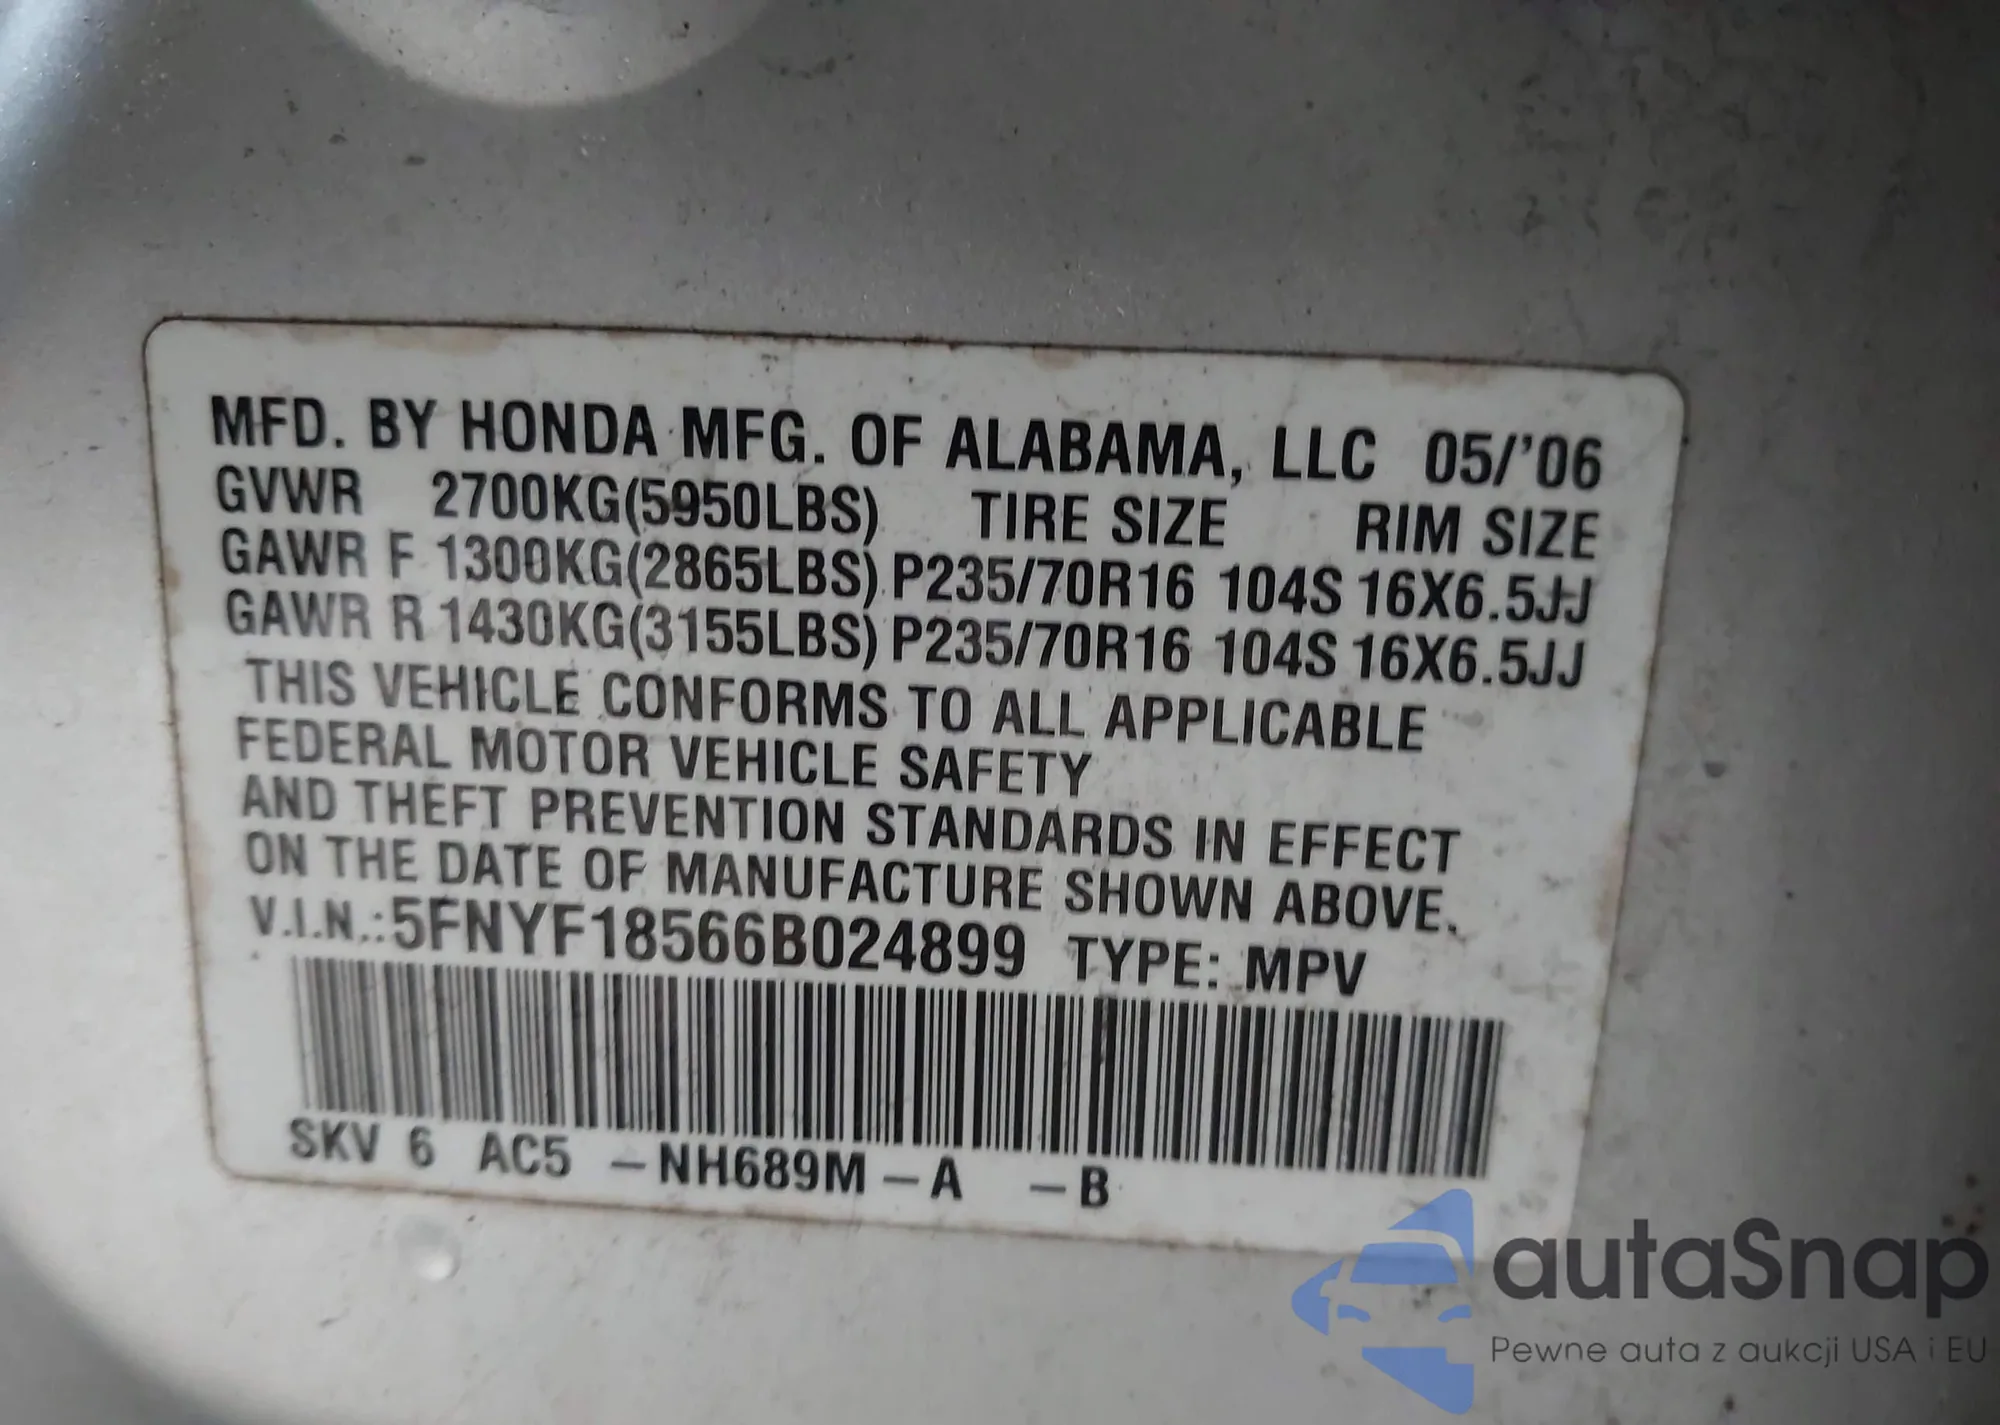 MFD. BY HONDA MFG. OF ALABAMA, LLC 05/'06
GVWR 2700KG(5950LBS) TIRE SIZE RIM SIZE
GAWR F 1300KG(2865LBS) P235/70R16 104S 16X6.5JJ
GAWR R 1430KG(3155LBS) P235/70R16 104S 16X6.5JJ
THIS VEHICLE CONFORMS TO ALL APPLICABLE
FEDERAL MOTOR VEHICLE SAFETY
AND THEFT PREVENTION STANDARDS IN EFFECT
ON THE DATE OF MANUFACTURE SHOWN ABOVE.
V.I.N.:5FNYF18566B024899 TYPE: MPV
SKV 6 AC5 -NH689M-A -B
autaSnap
Pewne auta z aukcji USA i EU